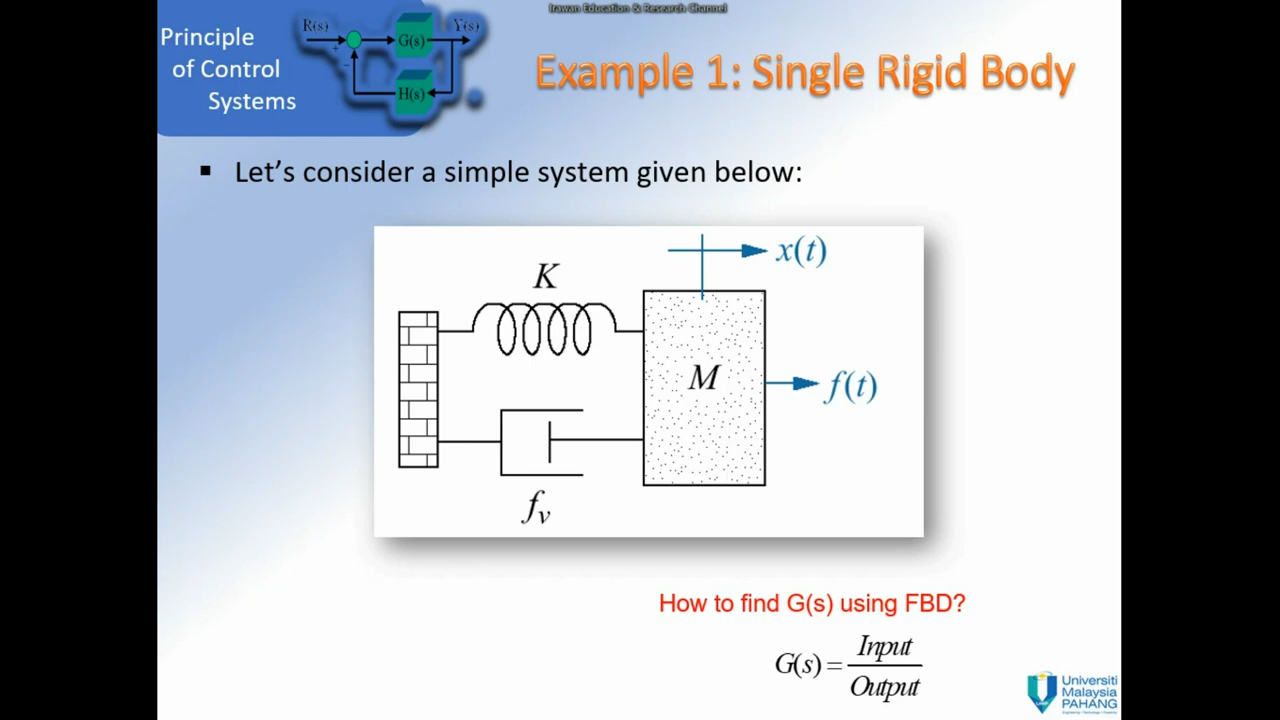 Irawan Education & Research Channel
Principle
of Control
Systems
R(s)
+
−
G(s)
Y(s)
H(s)
Example 1: Single Rigid Body
▪ Let's consider a simple system given below:
x(t)
K
M
f(t)
fv
How to find G(s) using FBD?
G(s) = Input / Output
Universiti
Malaysia
PAHANG